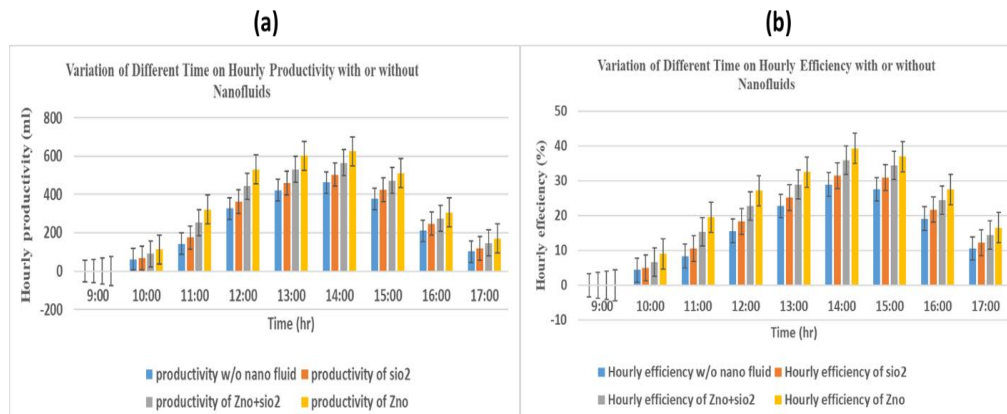 (a)
Variation of Different Time on Hourly Productivity with or without
Nanofluids
Hourly productivity (ml)
800
600
400
200
0
-200
9:00 10:00 11:00 12:00 13:00 14:00 15:00 16:00 17:00
Time (hr)
productivity w/o nano fluid productivity of sio2
productivity of Zno+sio2 productivity of Zno
(b)
Variation of Different Time on Hourly Efficiency with or without
Nanofluids
Hourly effeciency (%)
50
40
30
20
10
0
-10
9:00 10:00 11:00 12:00 13:00 14:00 15:00 16:00 17:00
Time (hr)
Hourly efficiency w/o nano fluid Hourly efficiency of sio2
Hourly efficiency of Zno+sio2 Hourly efficiency of Zno